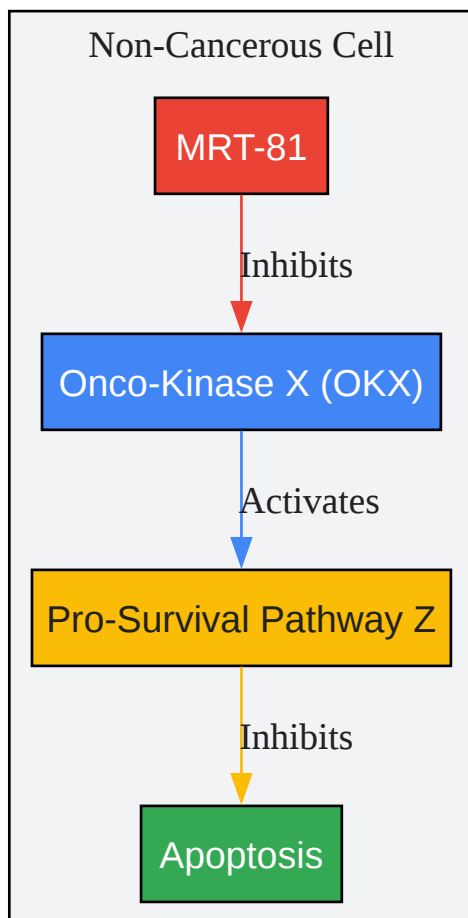 Non-Cancerous Cell
MRT-81
Inhibits
Onco-Kinase X (OKX)
Activates
Pro-Survival Pathway Z
Inhibits
Apoptosis